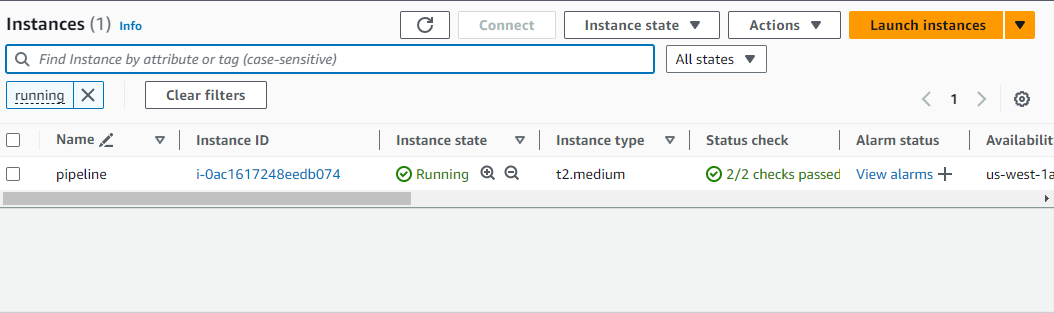 Instances (1) Info Connect Instance state Actions Launch instances
Find Instance by attribute or tag (case-sensitive) All states
running Clear filters 1
Name Instance ID Instance state Instance type Status check Alarm status Availabilit
pipeline i-0ac1617248eedb074 Running t2.medium 2/2 checks passed View alarms us-west-1a